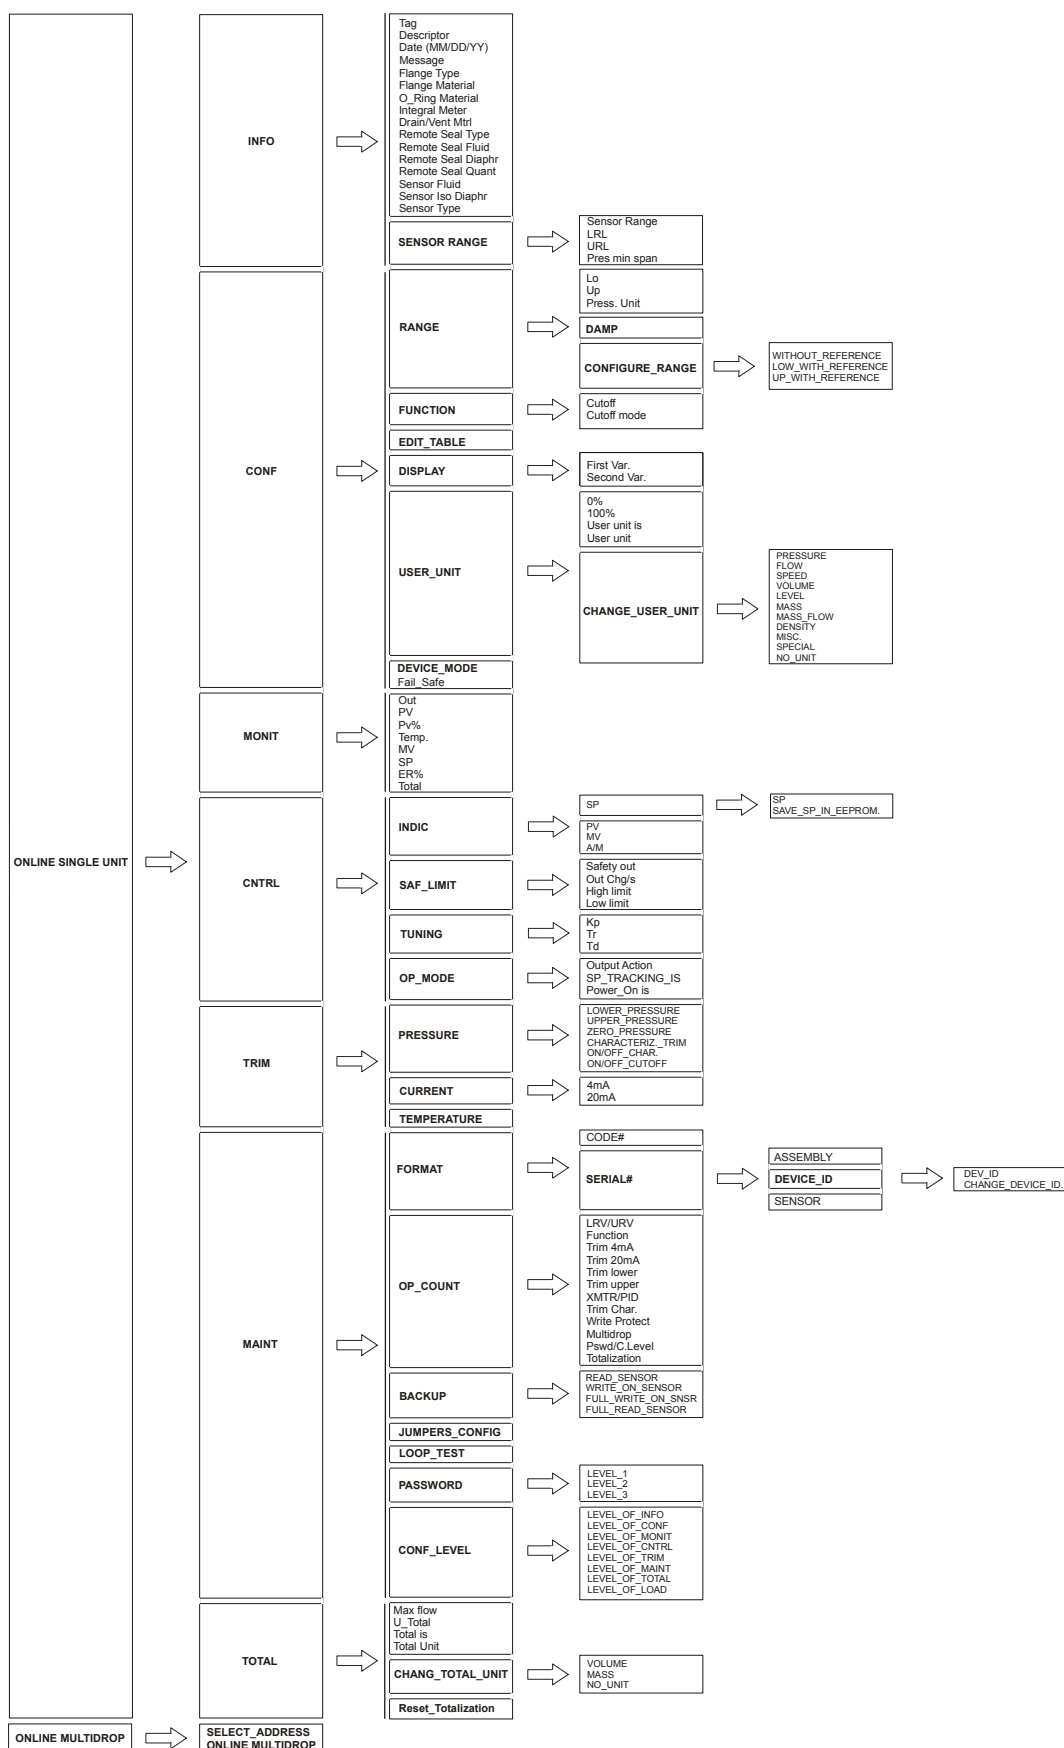 ONLINE SINGLE UNIT
INFO
Tag
Descriptor
Date (MM/DD/YY)
Message
Flange Type
Flange Material
O_Ring Material
Integral Meter
Drain/Vent Mtrl
Remote Seal Type
Remote Seal Fluid
Remote Seal Diaphr
Remote Seal Quant
Sensor Fluid
Sensor Iso Diaphr
Sensor Type
SENSOR RANGE
Sensor Range
LRL
URL
Pres min span
CONF
RANGE
Lo
Up
Press. Unit
DAMP
CONFIGURE_RANGE
WITHOUT_REFERENCE
LOW_WITH_REFERENCE
UP_WITH_REFERENCE
FUNCTION
Cutoff
Cutoff mode
EDIT_TABLE
DISPLAY
First Var.
Second Var.
USER_UNIT
0%
100%
User unit is
User unit
CHANGE_USER_UNIT
PRESSURE
FLOW
SPEED
VOLUME
LEVEL
MASS
MASS_FLOW
DENSITY
MISC.
SPECIAL
NO_UNIT
DEVICE_MODE
Fail_Safe
MONIT
Out
PV
Pv%
Temp.
MV
SP
ER%
Total
CNTRL
INDIC
SP
SP
SAVE_SP_IN_EEPROM.
PV
MV
A/M
SAF_LIMIT
Safety out
Out Chg/s
High limit
Low limit
TUNING
Kp
Tr
Td
OP_MODE
Output Action
SP_TRACKING_IS
Power_On is
TRIM
PRESSURE
LOWER_PRESSURE
UPPER_PRESSURE
ZERO_PRESSURE
CHARACTERIZ._TRIM
ON/OFF_CHAR.
ON/OFF_CUTOFF
CURRENT
4mA
20mA
TEMPERATURE
MAINT
FORMAT
CODE#
SERIAL#
ASSEMBLY
DEVICE_ID
DEV_ID
CHANGE_DEVICE_ID.
SENSOR
OP_COUNT
LRV/URV
Function
Trim 4mA
Trim 20mA
Trim lower
Trim upper
XMTR/PID
Trim Char.
Write Protect
Multidrop
Pswd/C.Level
Totalization
BACKUP
READ_SENSOR
WRITE_ON_SENSOR
FULL_WRITE_ON_SNSR
FULL_READ_SENSOR
JUMPERS_CONFIG
LOOP_TEST
PASSWORD
LEVEL_1
LEVEL_2
LEVEL_3
CONF_LEVEL
LEVEL_OF_INFO
LEVEL_OF_CONF
LEVEL_OF_MONIT
LEVEL_OF_CNTRL
LEVEL_OF_TRIM
LEVEL_OF_MAINT
LEVEL_OF_TOTAL
LEVEL_OF_LOAD
TOTAL
Max flow
U_Total
Total is
Total Unit
CHANG_TOTAL_UNIT
VOLUME
MASS
NO_UNIT
Reset_Totalization
ONLINE MULTIDROP
SELECT_ADDRESS
ONLINE MULTIDROP